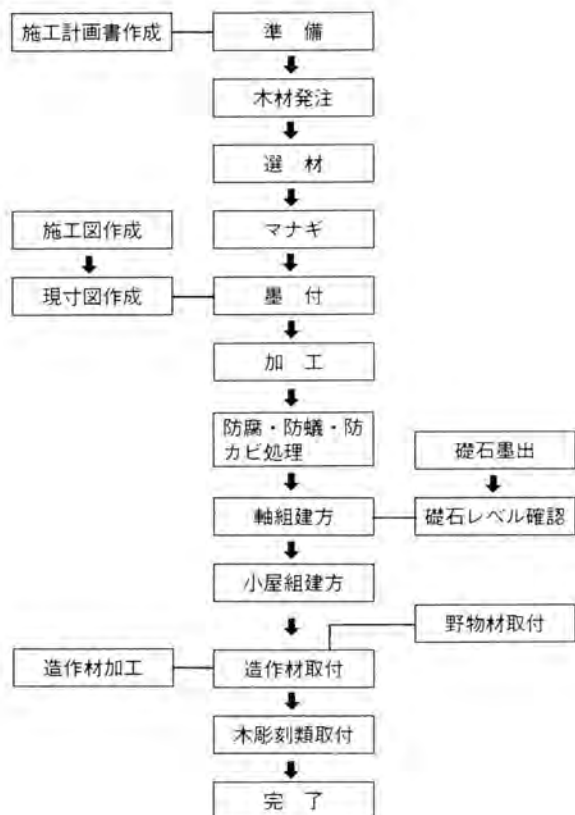 施工計画書作成
準 備
木材発注
選 材
施工図作成
マナギ
現寸図作成
墨 付
加 工
防腐・防蟻・防
カビ処理
礎石墨出
軸組建方
礎石レベル確認
小屋組建方
野物材取付
造作材加工
造作材取付
木彫刻類取付
完 了